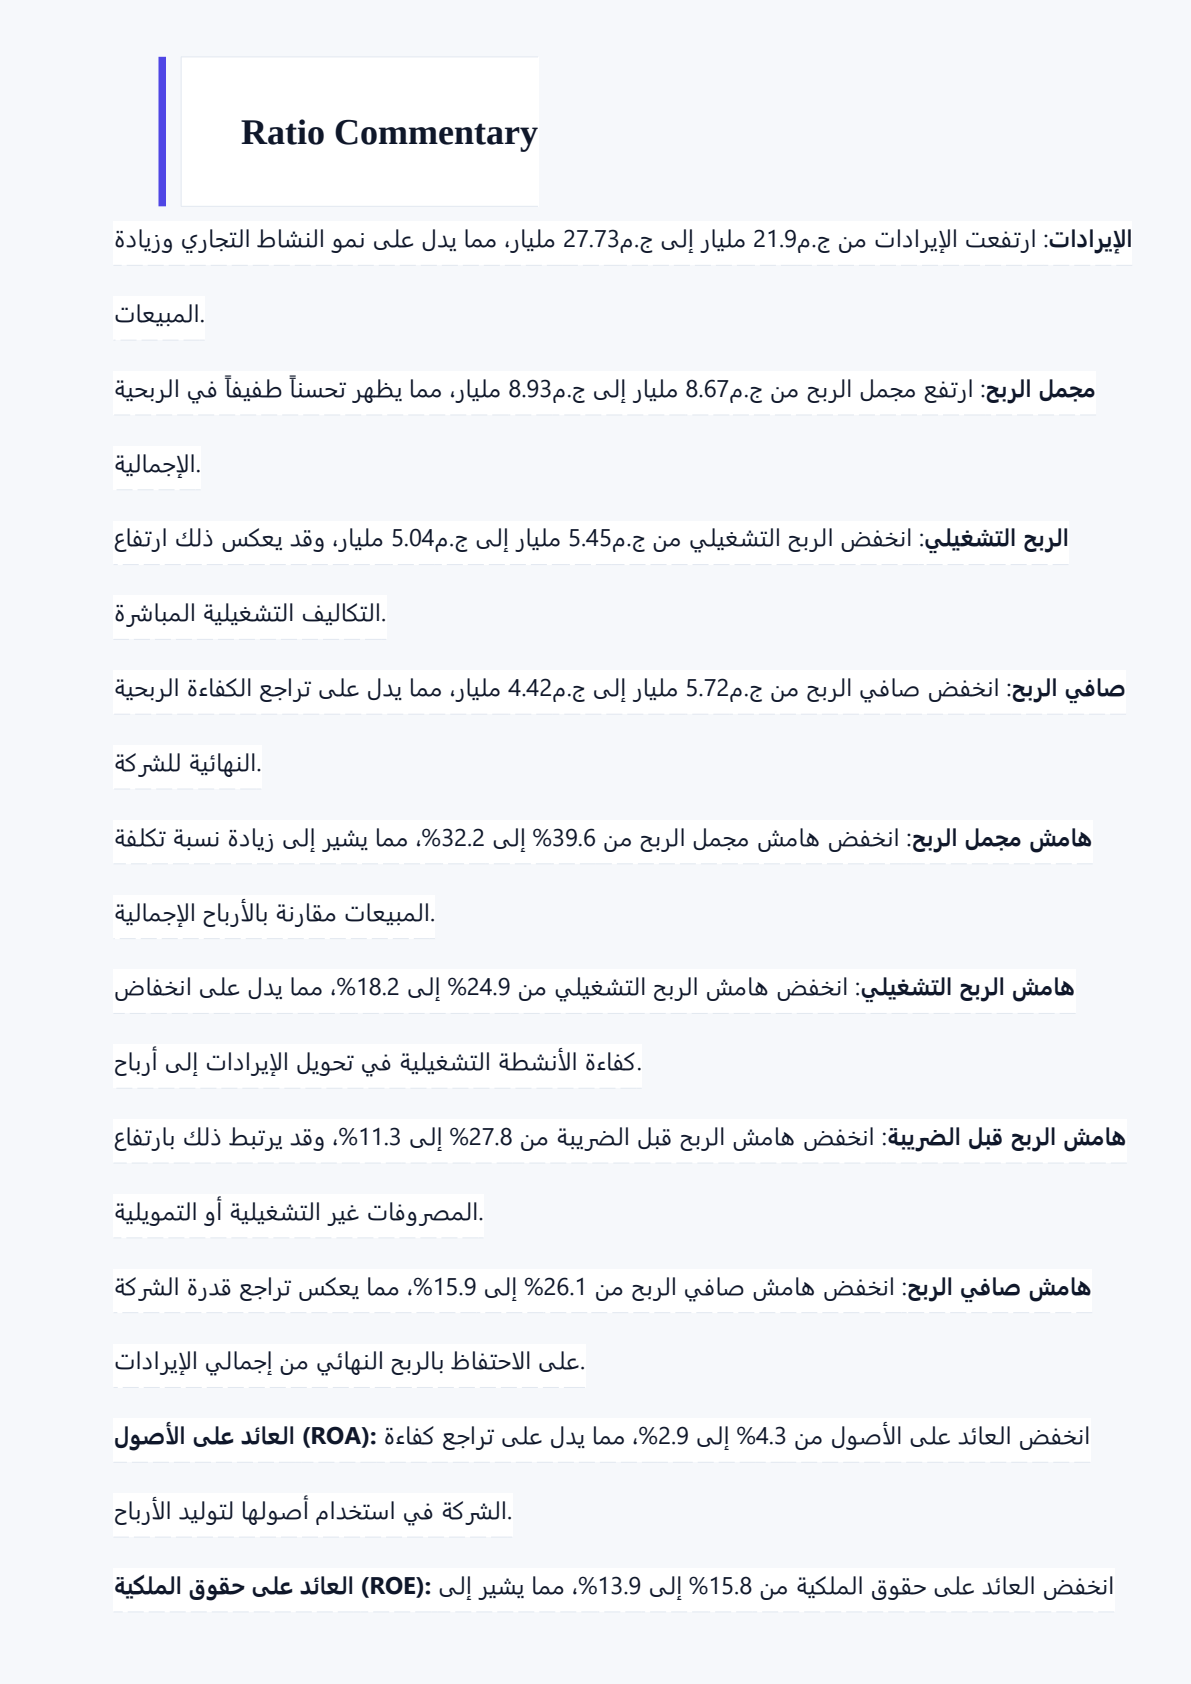 Ratio Commentary
الإيرادات: ارتفعت الإيرادات من ج.م21.9 مليار إلى ج.م27.73 مليار، مما يدل على نمو النشاط التجاري وزيادة
المبيعات.
مجمل الربح: ارتفع مجمل الربح من ج.م8.67 مليار إلى ج.م8.93 مليار، مما يظهر تحسناً طفيفاً في الربحية
الإجمالية.
الربح التشغيلي: انخفض الربح التشغيلي من ج.م5.45 مليار إلى ج.م5.04 مليار، وقد يعكس ذلك ارتفاع
التكاليف التشغيلية المباشرة.
صافي الربح: انخفض صافي الربح من ج.م5.72 مليار إلى ج.م4.42 مليار، مما يدل على تراجع الكفاءة الربحية
النهائية للشركة.
هامش مجمل الربح: انخفض هامش مجمل الربح من 39.6% إلى 32.2%، مما يشير إلى زيادة نسبة تكلفة
المبيعات مقارنة بالأرباح الإجمالية.
هامش الربح التشغيلي: انخفض هامش الربح التشغيلي من 24.9% إلى 18.2%، مما يدل على انخفاض
كفاءة الأنشطة التشغيلية في تحويل الإيرادات إلى أرباح.
هامش الربح قبل الضريبة: انخفض هامش الربح قبل الضريبة من 27.8% إلى 11.3%، وقد يرتبط ذلك بارتفاع
المصروفات غير التشغيلية أو التمويلية.
هامش صافي الربح: انخفض هامش صافي الربح من 26.1% إلى 15.9%، مما يعكس تراجع قدرة الشركة
على الاحتفاظ بالربح النهائي من إجمالي الإيرادات.
العائد على الأصول (ROA): انخفض العائد على الأصول من 4.3% إلى 2.9%، مما يدل على تراجع كفاءة
الشركة في استخدام أصولها لتوليد الأرباح.
العائد على حقوق الملكية (ROE): انخفض العائد على حقوق الملكية من 15.8% إلى 13.9%، مما يشير إلى